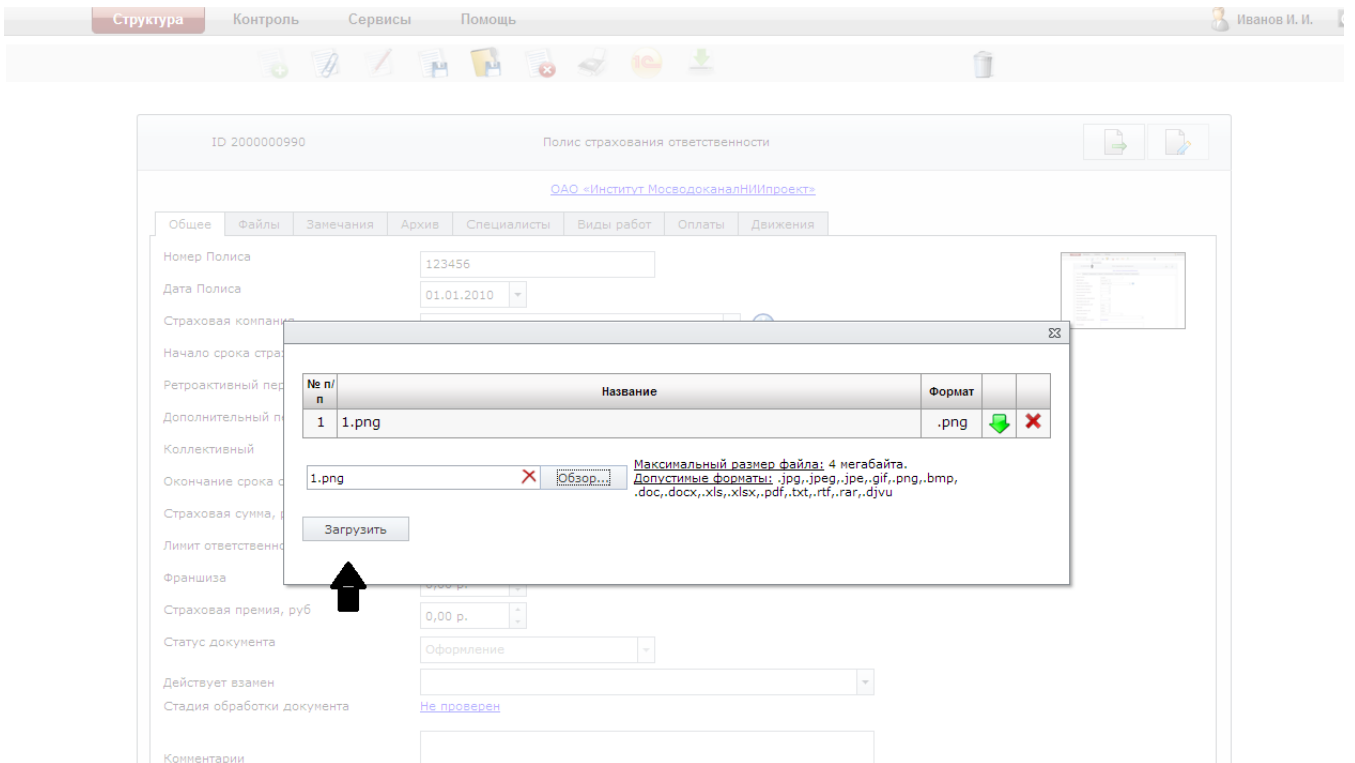 Структура Контроль Сервисы Помощь Иванов И. И.
1С
ID 2000000990 Полис страхования ответственности
ОАО «Институт МосводоканалНИИпроект»
Общее Файлы Замечания Архив Специалисты Виды работ Оплаты Движения
Номер Полиса 123456
Дата Полиса 01.01.2010
Страховая компания
Начало срока стра
Ретроактивный пер
Дополнительный п
Коллективный
Окончание срока
Страховая сумма,
Лимит ответственно
Франшиза 0,00 р.
Страховая премия, руб 0,00 р.
Статус документа Оформление
Действует взамен
Стадия обработки документа Не проверен
Комментарии
№ п/п Название Формат
1 1.png .png
1.png Обзор...
Максимальный размер файла: 4 мегабайта.
Допустимые форматы: .jpg,.jpeg,.jpe,.gif,.png,.bmp,
.doc,.docx,.xls,.xlsx,.pdf,.txt,.rtf,.rar,.djvu
Загрузить